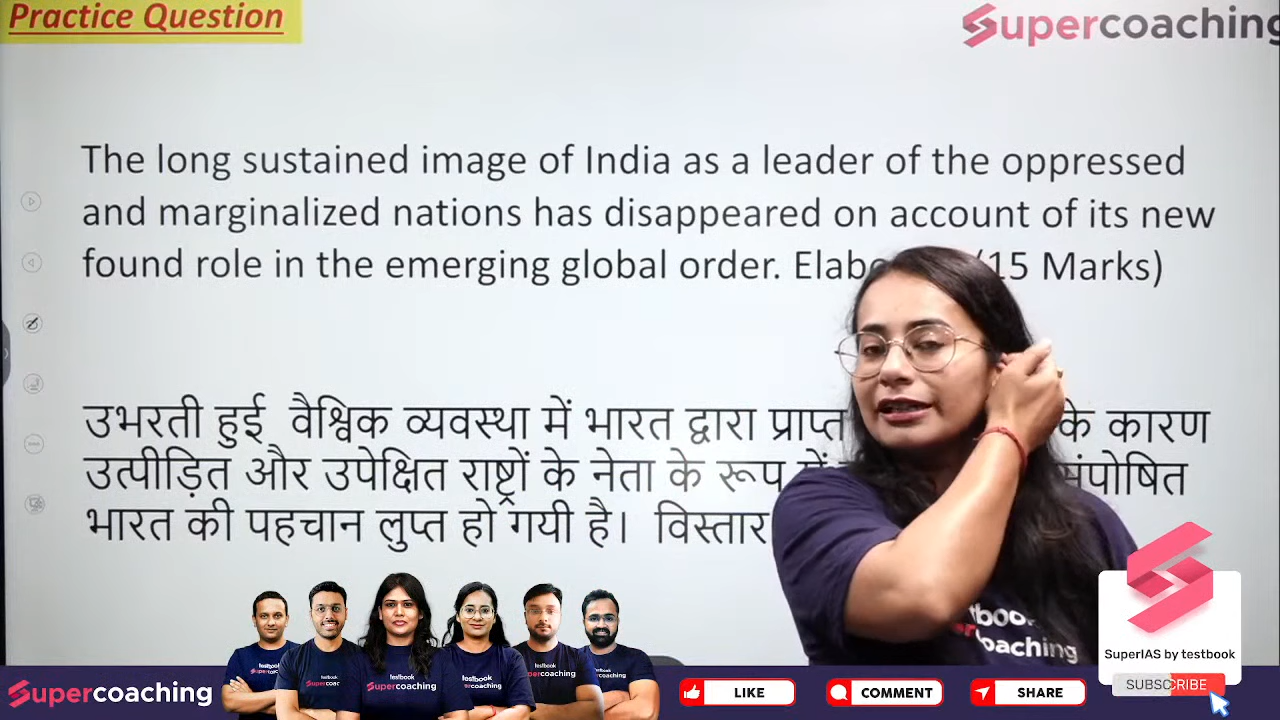 Practice Question
Supercoaching
The long sustained image of India as a leader of the oppressed
and marginalized nations has disappeared on account of its new
found role in the emerging global order. (15 Marks)
उभरती हुई वैश्विक व्यवस्था में भारत द्वारा प्राप्त के कारण
उत्पीड़ित और उपेक्षित राष्ट्रों के नेता के रूप में
भारत की पहचान लुप्त हो गयी है। विस्तार
testbook
coaching
SuperIAS by testbook
SUBSCRIBE
Supercoaching
LIKE
COMMENT
SHARE